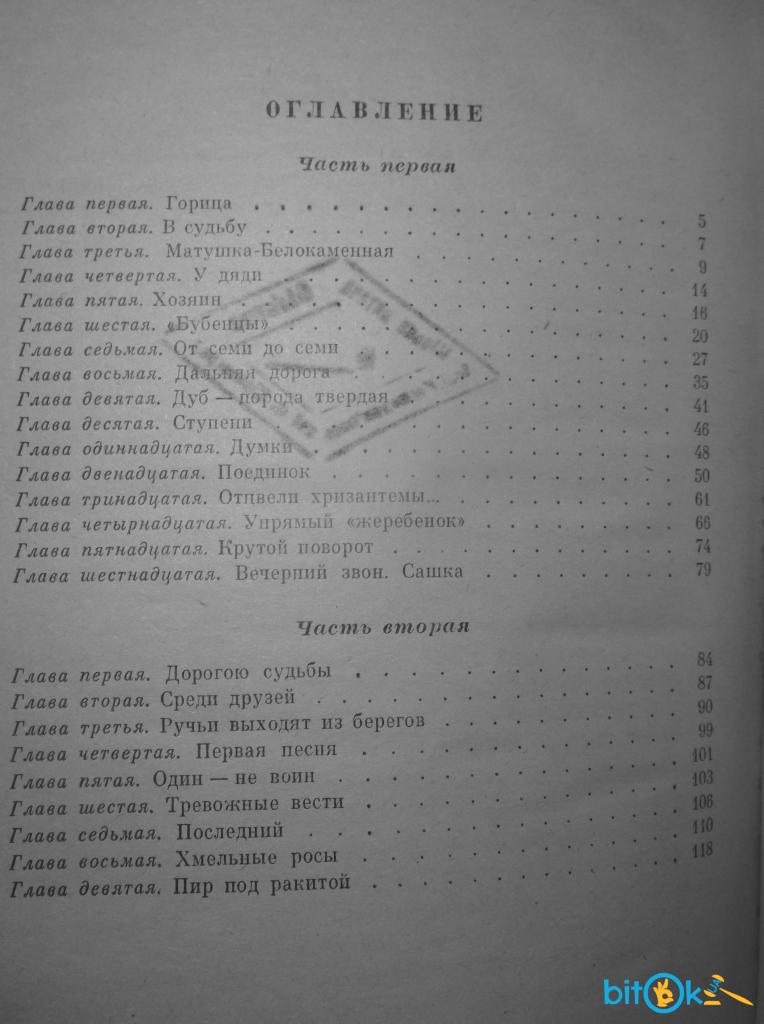 ОГЛАВЛЕНИЕ
Часть первая
Глава первая. Горица . . . . . . . . . . . . . . . . 5
Глава вторая. В судьбу . . . . . . . . . . . . . . . . 7
Глава третья. Матушка-Белокаменная . . . . . . . . . . . 9
Глава четвертая. У дяди . . . . . . . . . . . . . . . 14
Глава пятая. Хозяин . . . . . . . . . . . . . . . . 16
Глава шестая. «Бубенцы» . . . . . . . . . . . . . . . 20
Глава седьмая. От семи до семи . . . . . . . . . . . . 27
Глава восьмая. Дальняя дорога . . . . . . . . . . . . . 35
Глава девятая. Дуб — порода твердая . . . . . . . . . . . 41
Глава десятая. Ступени . . . . . . . . . . . . . . . 46
Глава одиннадцатая. Думки . . . . . . . . . . . . . . 48
Глава двенадцатая. Поединок . . . . . . . . . . . . . 50
Глава тринадцатая. Отцвели хризантемы... . . . . . . . . . 61
Глава четырнадцатая. Упрямый «жеребенок» . . . . . . . . 66
Глава пятнадцатая. Крутой поворот . . . . . . . . . . . 74
Глава шестнадцатая. Вечерний звон. Сашка . . . . . . . . 79
Часть вторая
Глава первая. Дорогою судьбы . . . . . . . . . . . . 84
Глава вторая. Среди друзей . . . . . . . . . . . . . 87
Глава третья. Ручьи выходят из берегов . . . . . . . . . 90
Глава четвертая. Первая песня . . . . . . . . . . . . 99
Глава пятая. Один — не воин . . . . . . . . . . . . . 101
Глава шестая. Тревожные вести . . . . . . . . . . . . 103
Глава седьмая. Последний . . . . . . . . . . . . . . 106
Глава восьмая. Хмельные росы . . . . . . . . . . . . 110
Глава девятая. Пир под ракитой . . . . . . . . . . . . 118
bitOk UA